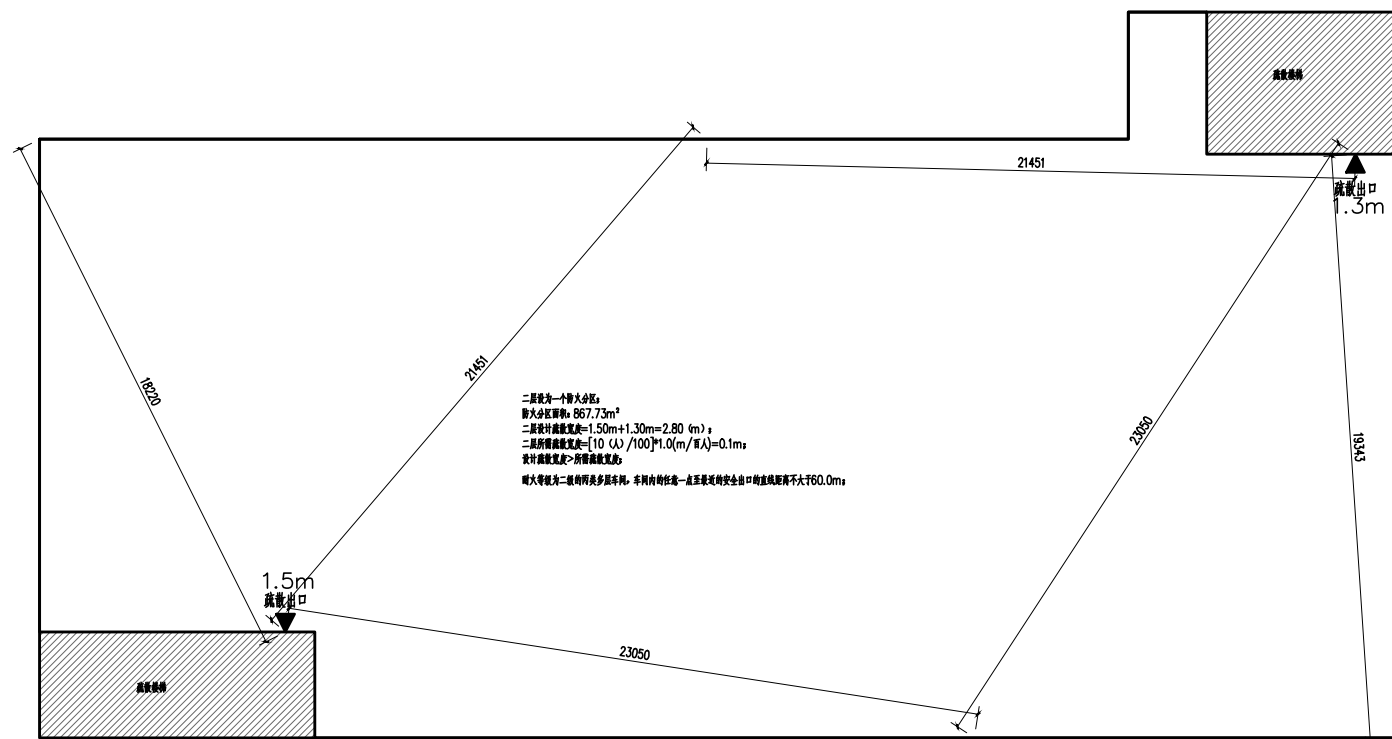 疏散楼梯
21451
疏散出口
1.3m
18220
21451
23050
19343
二层设为一个防火分区;
防火分区面积: 867.73m²
二层设计疏散宽度=1.50m+1.30m=2.80 (m) ;
二层所需疏散宽度=[10 (人) /100]*1.0(m/百人)=0.1m;
设计疏散宽度>所需疏散宽度;
耐火等级为二级的丙类多层车间, 车间内的任意一点至最近的安全出口的直线距离不大于60.0m;
1.5m
疏散出口
23050
疏散楼梯